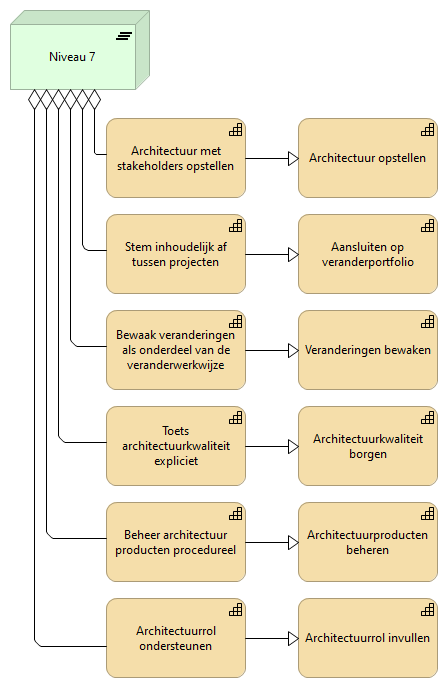 Niveau 7
Architectuur met
stakeholders opstellen
Architectuur opstellen
Stem inhoudelijk af
tussen projecten
Aansluiten op
veranderportfolio
Bewaak veranderingen
als onderdeel van de
veranderwerkwijze
Veranderingen bewaken
Toets
architectuurkwaliteit
expliciet
Architectuurkwaliteit
borgen
Beheer architectuur
producten procedureel
Architectuurproducten
beheren
Architectuurrol
ondersteunen
Architectuurrol invullen